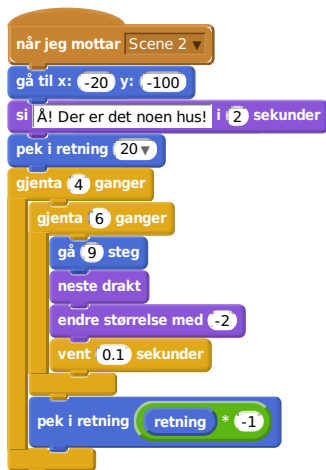 når jeg mottar Scene 2 ▼
gå til x: -20 y: -100
si Å! Der er det noen hus! i 2 sekunder
pek i retning 20 ▼
gjenta 4 ganger
gjenta 6 ganger
gå 9 steg
neste drakt
endre størrelse med -2
vent 0.1 sekunder
pek i retning retning * -1